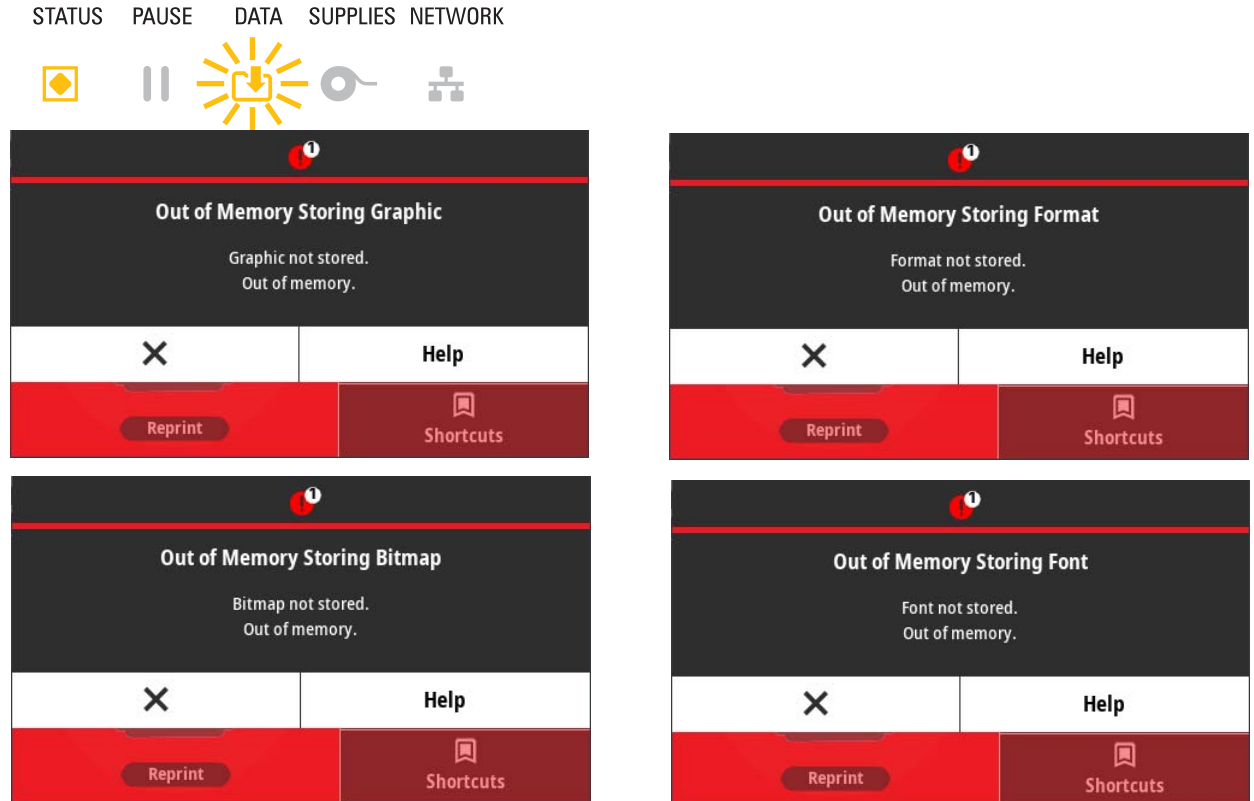 STATUS PAUSE DATA SUPPLIES NETWORK
1
Out of Memory Storing Graphic
Graphic not stored.
Out of memory.
Help
Reprint
Shortcuts
1
Out of Memory Storing Format
Format not stored.
Out of memory.
Help
Reprint
Shortcuts
1
Out of Memory Storing Bitmap
Bitmap not stored.
Out of memory.
Help
Reprint
Shortcuts
1
Out of Memory Storing Font
Font not stored.
Out of memory.
Help
Reprint
Shortcuts